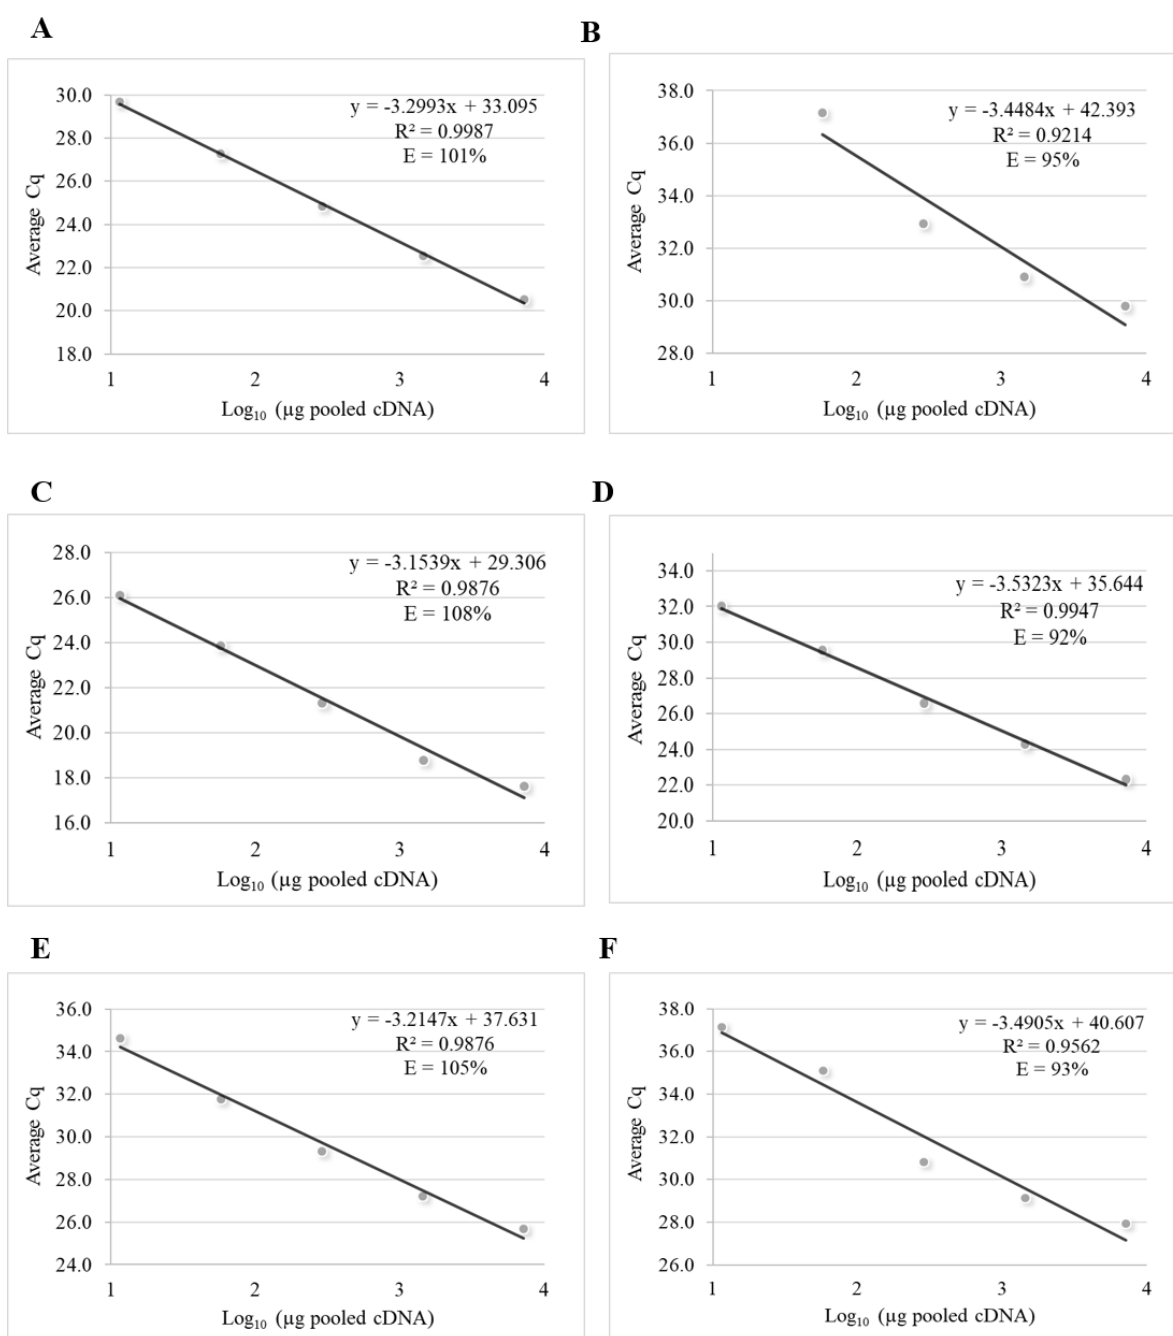 A
30.0
28.0
26.0
24.0
22.0
20.0
18.0
Average Cq
y = -3.2993x + 33.095
R² = 0.9987
E = 101%
1 2 3 4
Log₁₀ (µg pooled cDNA)
B
38.0
36.0
34.0
32.0
30.0
28.0
Average Cq
y = -3.4484x + 42.393
R² = 0.9214
E = 95%
1 2 3 4
Log₁₀ (µg pooled cDNA)
C
28.0
26.0
24.0
22.0
20.0
18.0
16.0
Average Cq
y = -3.1539x + 29.306
R² = 0.9876
E = 108%
1 2 3 4
Log₁₀ (µg pooled cDNA)
D
34.0
32.0
30.0
28.0
26.0
24.0
22.0
20.0
Average Cq
y = -3.5323x + 35.644
R² = 0.9947
E = 92%
1 2 3 4
Log₁₀ (µg pooled cDNA)
E
36.0
34.0
32.0
30.0
28.0
26.0
24.0
Average Cq
y = -3.2147x + 37.631
R² = 0.9876
E = 105%
1 2 3 4
Log₁₀ (µg pooled cDNA)
F
38.0
36.0
34.0
32.0
30.0
28.0
26.0
Average Cq
y = -3.4905x + 40.607
R² = 0.9562
E = 93%
1 2 3 4
Log₁₀ (µg pooled cDNA)